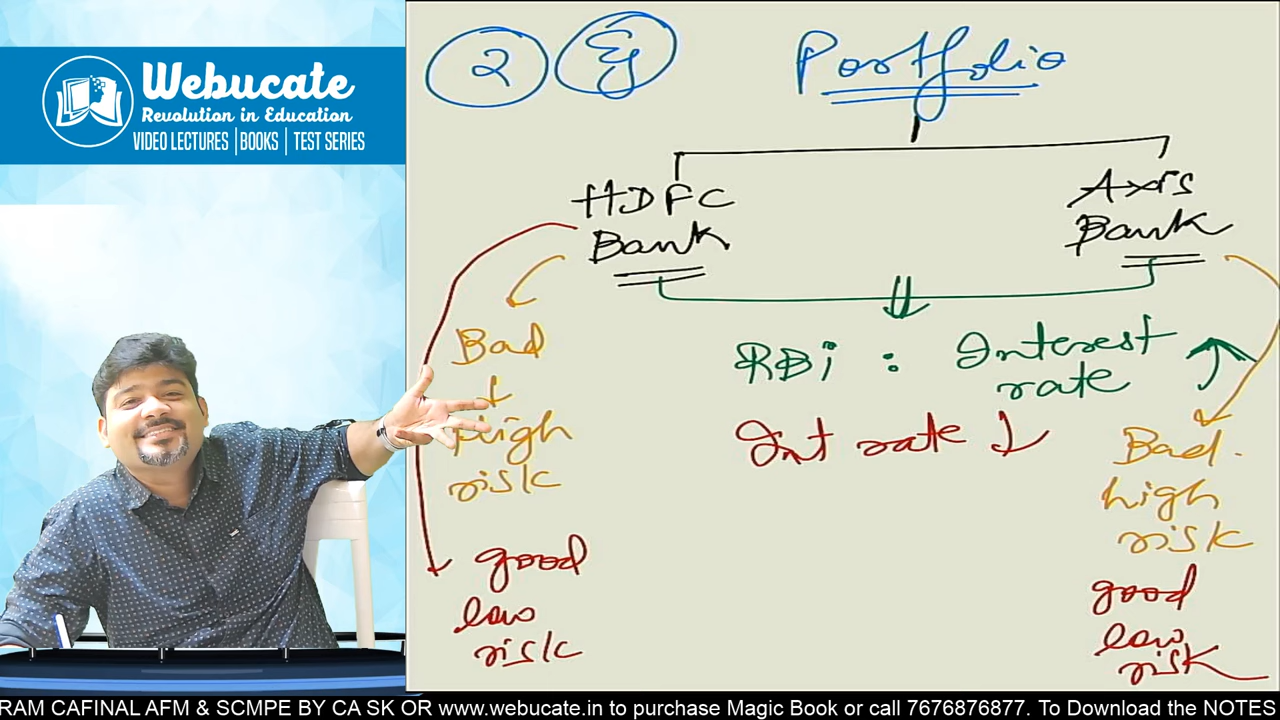 Webucate
Revolution in Education
VIDEO LECTURES | BOOKS | TEST SERIES
2 Eg Portfolio
HDFC
Bank
Axis
Bank
Bad
high
risk
RBi : Interest
rate
Int rate
Bad.
high
risk
good
low
risk
good
low
risk
RAM CAFINAL AFM & SCMPE BY CA SK OR www.webucate.in to purchase Magic Book or call 7676876877. To Download the NOTES